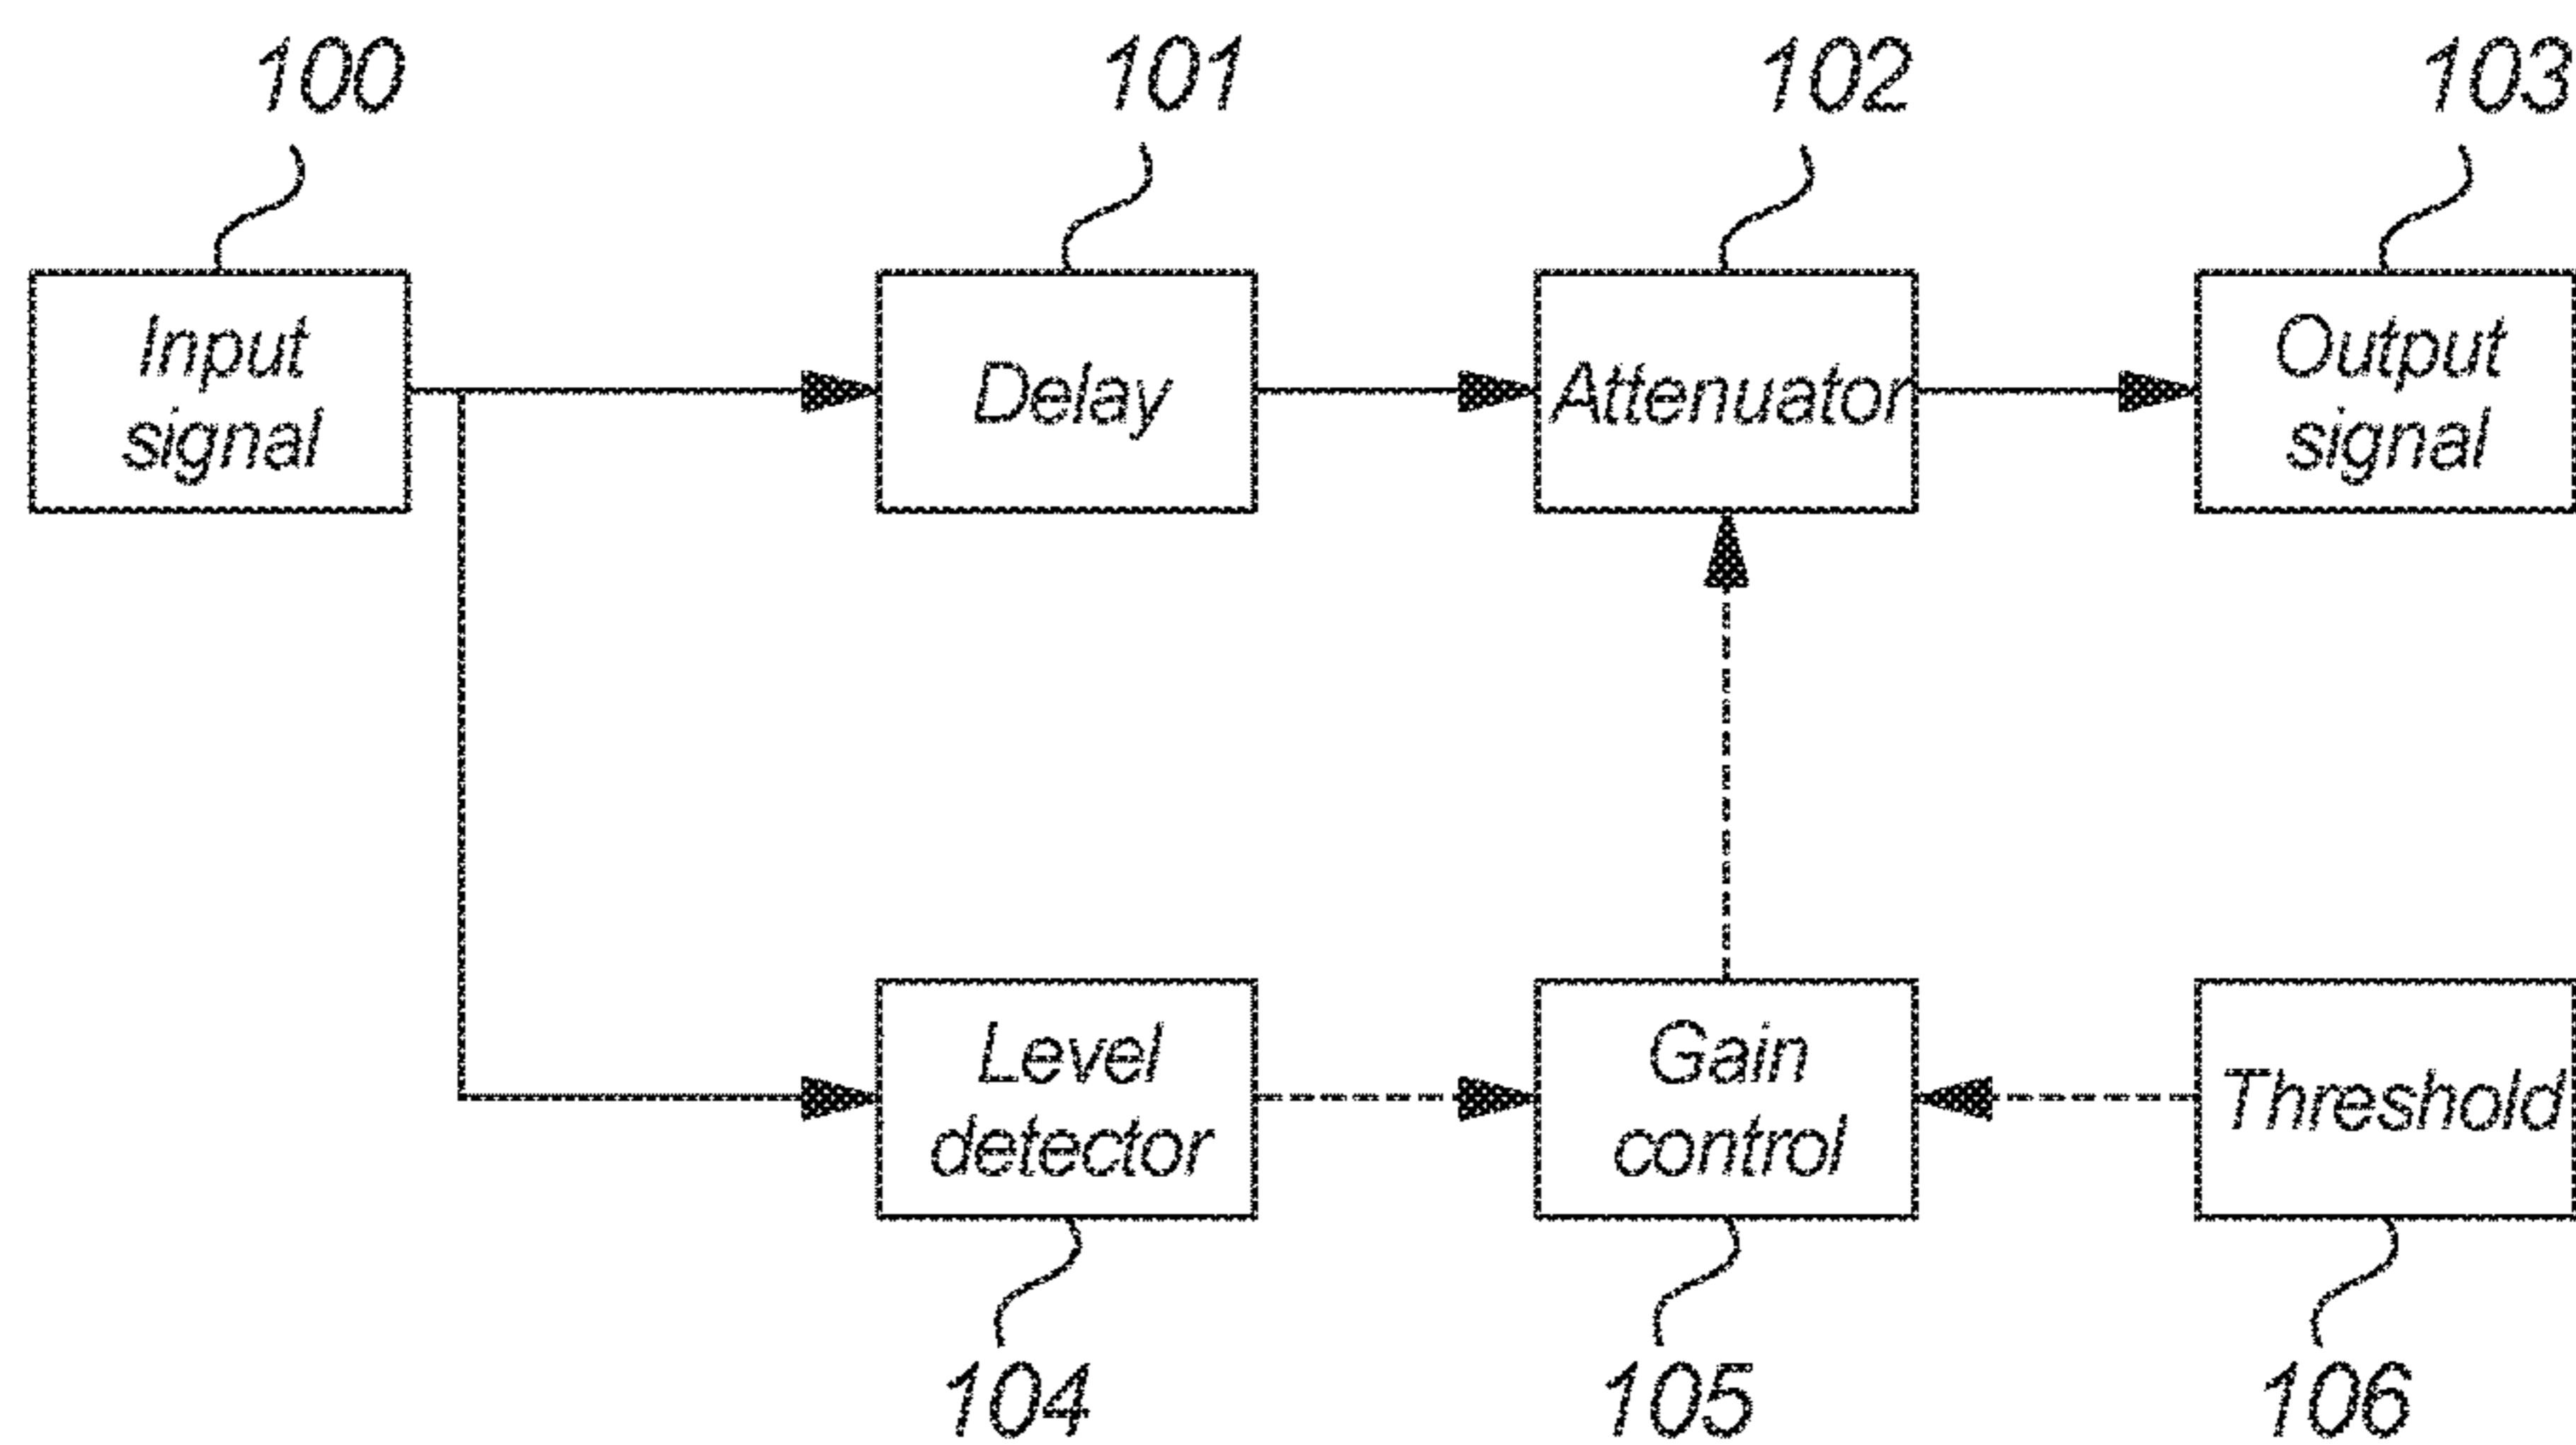 100
101
102
103
Input
signal
Delay
Attenuator
Output
signal
Level
detector
Gain
control
Threshold
104
105
106